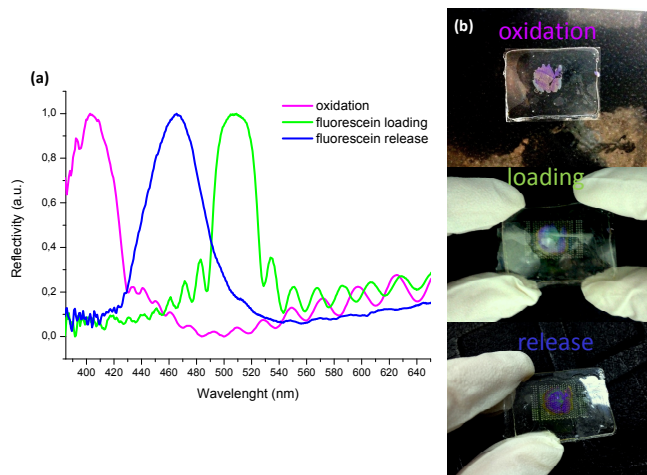 (a)
oxidation
fluorescein loading
fluorescein release
Reflectivity (a.u.)
1,0
0,8
0,6
0,4
0,2
0,0
400 420 440 460 480 500 520 540 560 580 600 620 640
Wavelenght (nm)
(b)
oxidation
loading
release